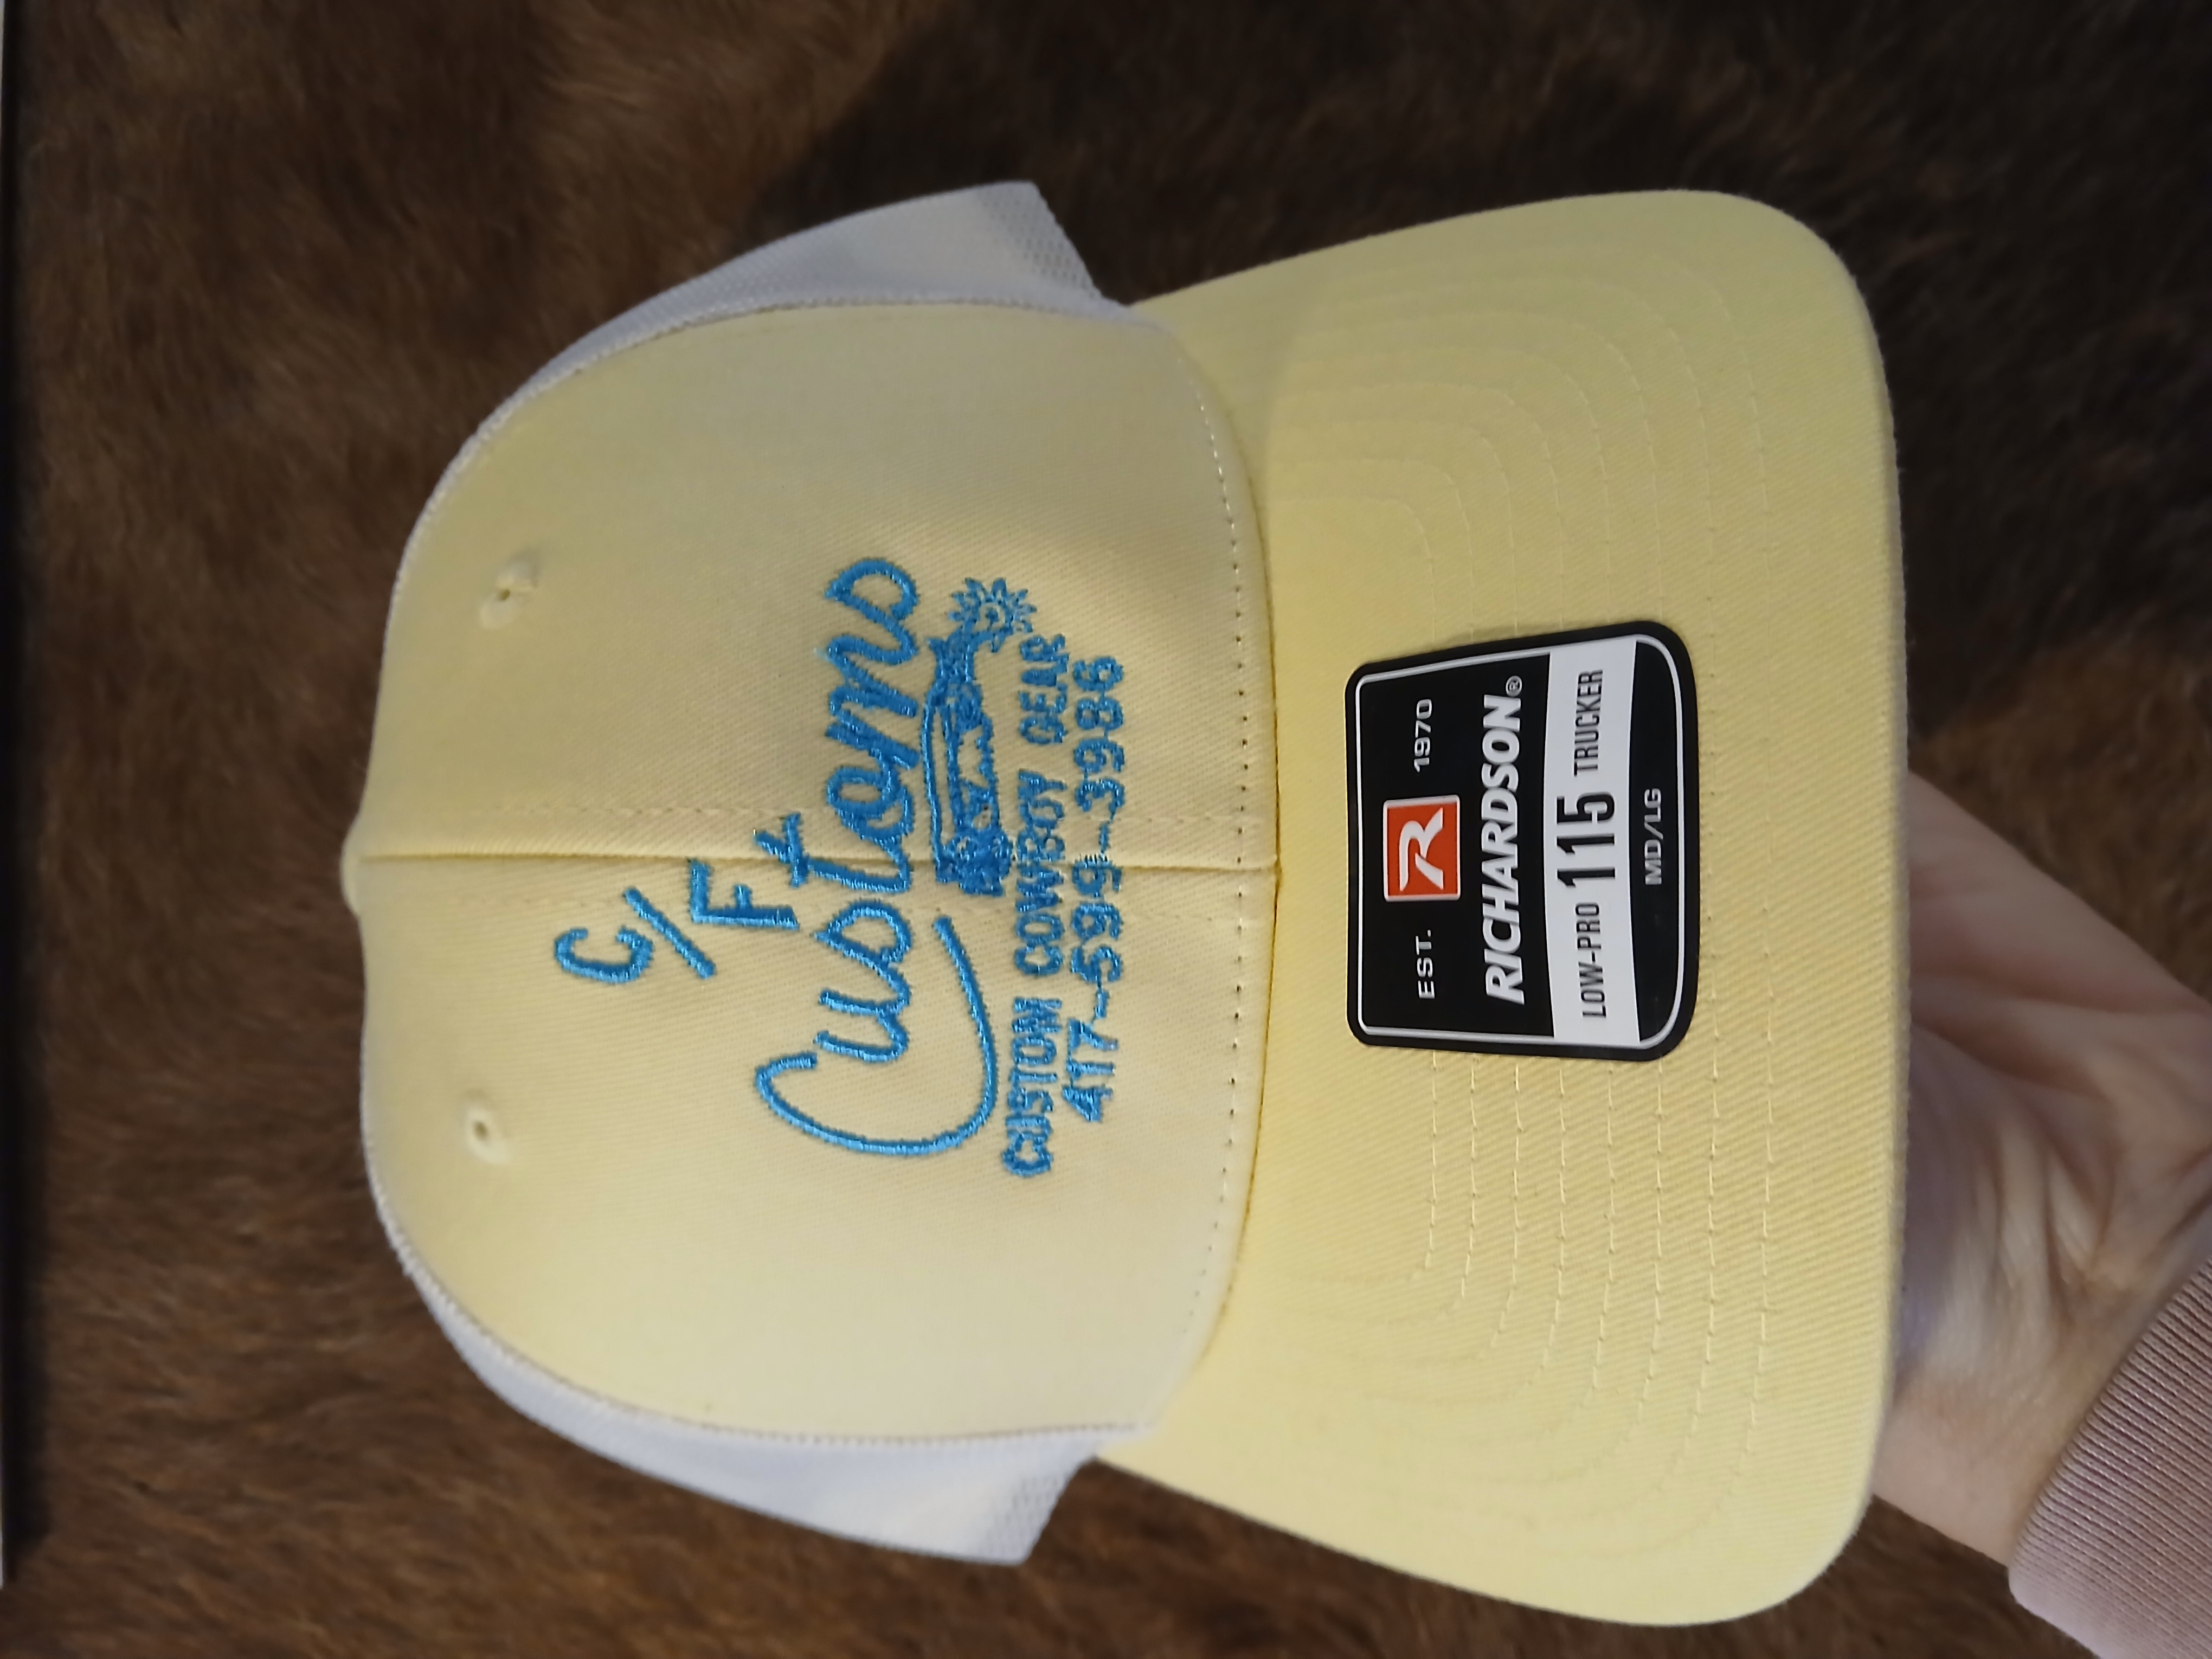 C/F
Customs
CUSTOM COWBOY GEAR
417-599-3986
EST. R 1970
RICHARDSON®
LOW-PRO 115 TRUCKER
MD/LG